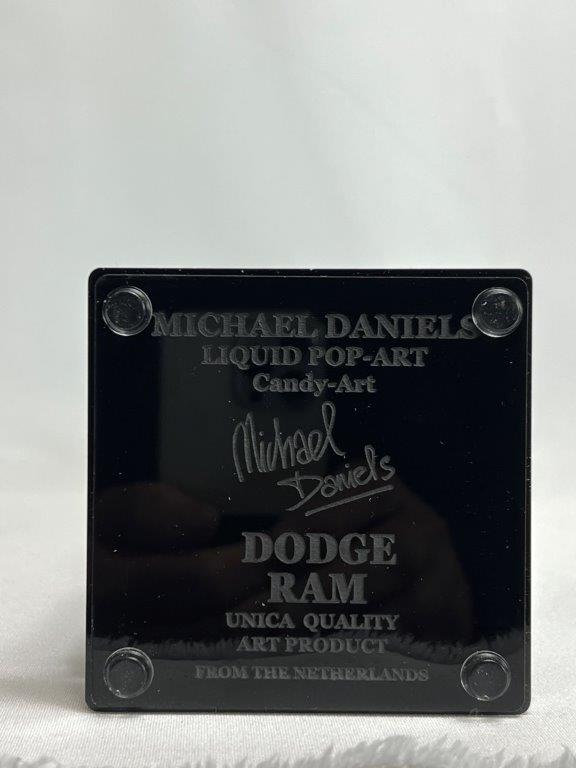 MICHAEL DANIELS
LIQUID POP-ART
Candy-Art
Michael
Daniels
DODGE
RAM
UNICA QUALITY
ART PRODUCT
FROM THE NETHERLANDS